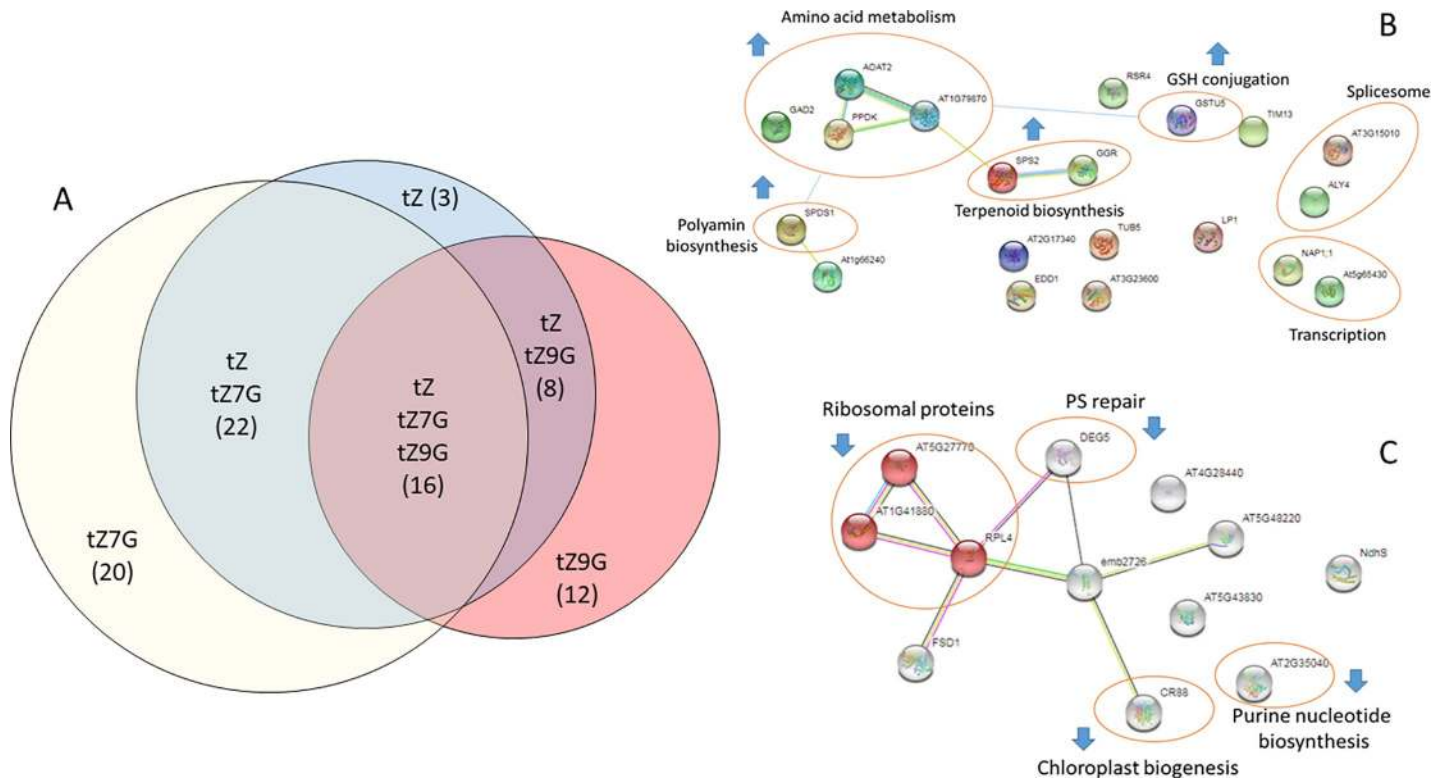 A
tZ (3)
tZ
tZ7G
(22)
tZ
tZ7G
tZ9G
(16)
tZ
tZ9G
(8)
tZ7G
(20)
tZ9G
(12)
B
Amino acid metabolism
ADAT2
GAD2
PPDK
AT1G79870
RSR4
GSH conjugation
GSTU5
TIM13
Splicesome
AT3G15010
ALY4
SPS2
GGR
Terpenoid biosynthesis
Polyamin
biosynthesis
SPDS1
At1g66240
AT2G17340
TUB5
LP1
EDD1
AT3G23600
NAP1;1
At5g65430
Transcription
C
Ribosomal proteins
AT5G27770
AT1G41880
RPL4
FSD1
PS repair
DEG5
AT4G28440
AT5G48220
emb2726
NdhS
AT5G43830
AT2G35040
CR88
Purine nucleotide
biosynthesis
Chloroplast biogenesis